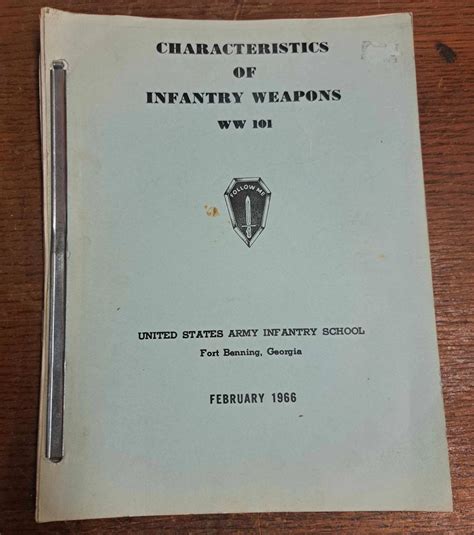 CHARACTERISTICS
OF
INFANTRY WEAPONS
WW 101
FOLLOW ME
UNITED STATES ARMY INFANTRY SCHOOL
Fort Benning, Georgia
FEBRUARY 1966